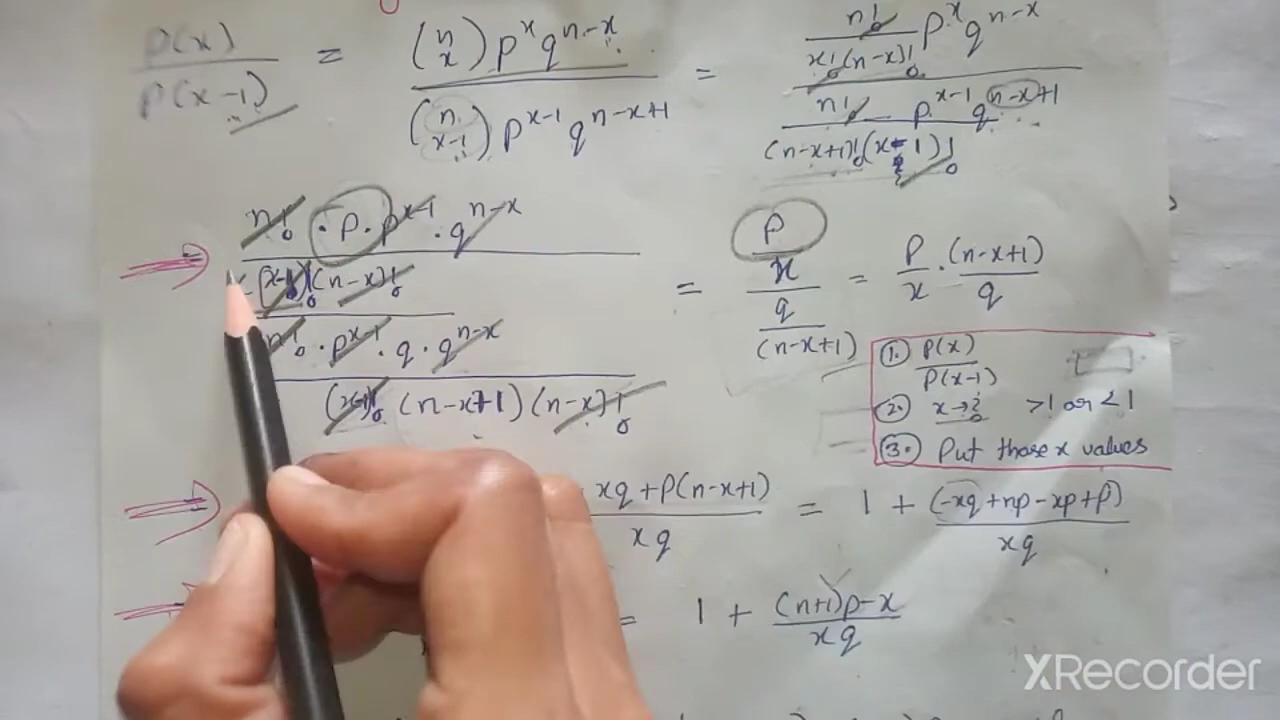 P(x)/P(x-1) = (n x) p^x q^{n-x} / (n x-1) p^{x-1} q^{n-x+1} = n!/x!(n-x)! p^x q^{n-x} / n!/(n-x+1)!(x-1)! p^{x-1} q^{n-x+1}
⇒ n! · p · p^{x-1} · q^{n-x} / x (x-1)! (n-x)! / n! · p^{x-1} · q · q^{n-x} / (x-1)! (n-x+1) (n-x)! = p/x / q/(n-x+1) = p/x · (n-x+1)/q
1. P(x)/P(x-1)
2. x→? >1 or <1
3. Put those x values
⇒ xq + p(n-x+1) / xq = 1 + (-xq + np - xp + p) / xq
⇒ = 1 + (n+1)p - x / xq
XRecorder